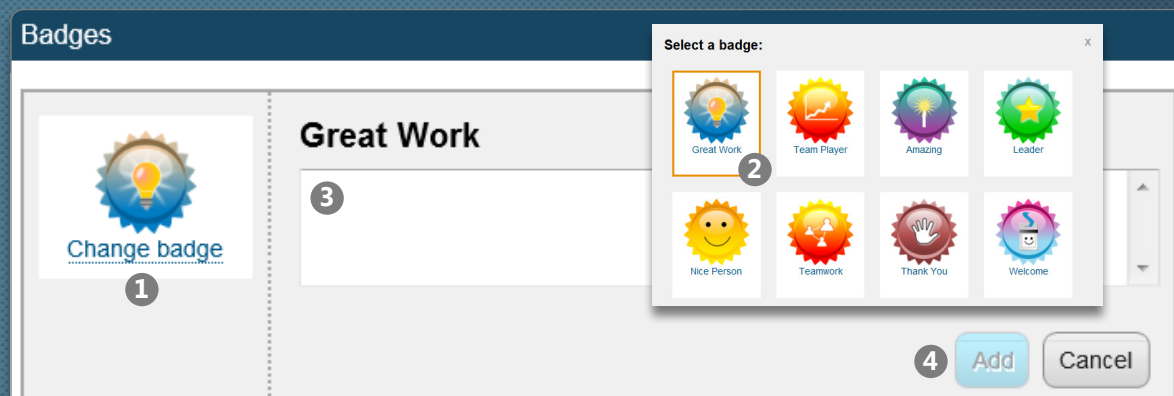 Badges
Select a badge:
x
Great Work
Team Player
Amazing
Leader
2
Nice Person
Teamwork
Thank You
Welcome
Great Work
3
Change badge
1
4
Add
Cancel